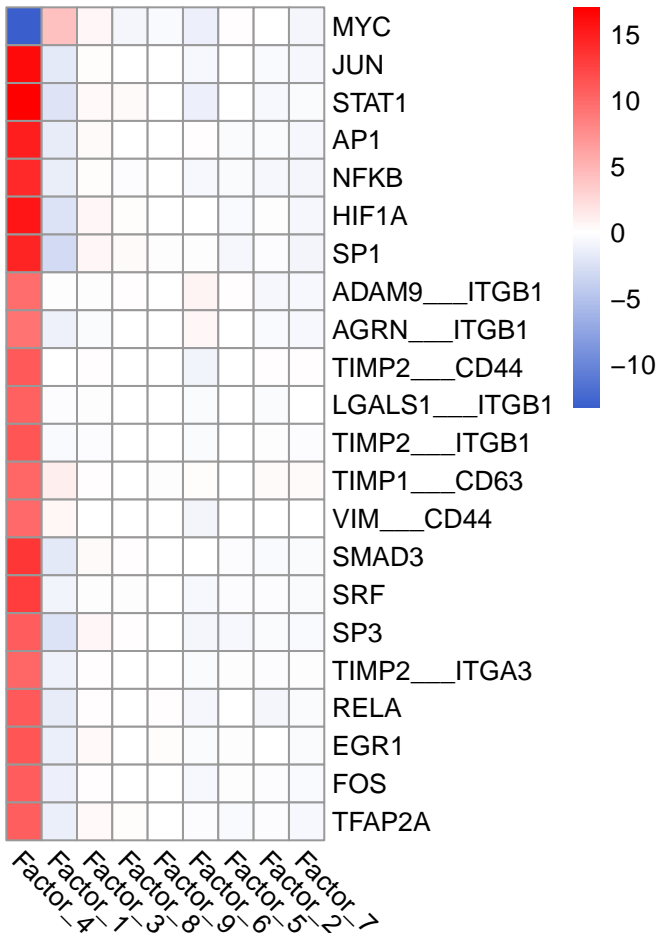 MYC
JUN
STAT1
AP1
NFKB
HIF1A
SP1
ADAM9___ITGB1
AGRN___ITGB1
TIMP2___CD44
LGALS1___ITGB1
TIMP2___ITGB1
TIMP1___CD63
VIM___CD44
SMAD3
SRF
SP3
TIMP2___ITGA3
RELA
EGR1
FOS
TFAP2A
15
10
5
0
−5
−10
Factor_4
Factor_1
Factor_3
Factor_8
Factor_9
Factor_6
Factor_5
Factor_2
Factor_7